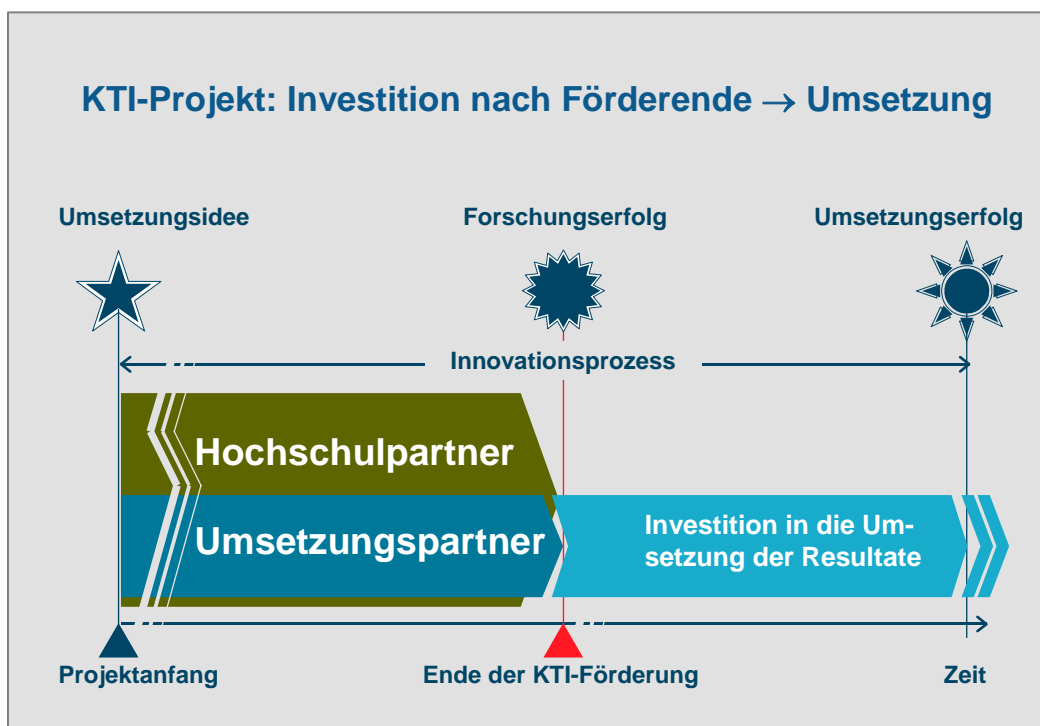 KTI-Projekt: Investition nach Förderende → Umsetzung
Umsetzungsidee
Forschungserfolg
Umsetzungserfolg
Innovationsprozess
Hochschulpartner
Umsetzungspartner
Investition in die Um-
setzung der Resultate
Projektanfang
Ende der KTI-Förderung
Zeit